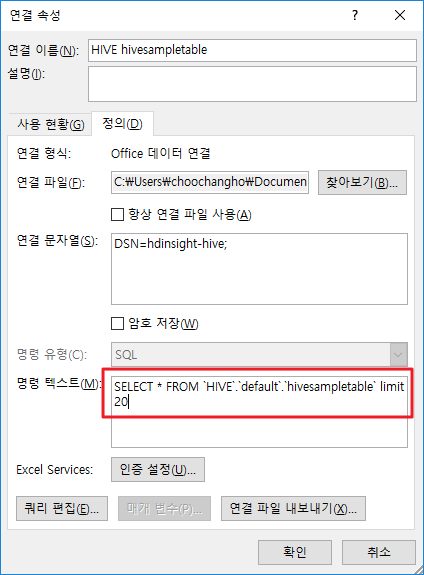 연결 속성
?
연결 이름(N): HIVE hivesampletable
설명(I):
사용 현황(G) 정의(D)
연결 형식: Office 데이터 연결
연결 파일(F): C:₩Users₩choochangho₩Documen 찾아보기(B)...
항상 연결 파일 사용(A)
연결 문자열(S): DSN=hdinsight-hive;
암호 저장(W)
명령 유형(C): SQL
명령 텍스트(M): SELECT * FROM `HIVE`.`default`.`hivesampletable` limit
20
Excel Services: 인증 설정(U)...
쿼리 편집(E)... 매개 변수(P)... 연결 파일 내보내기(X)...
확인 취소